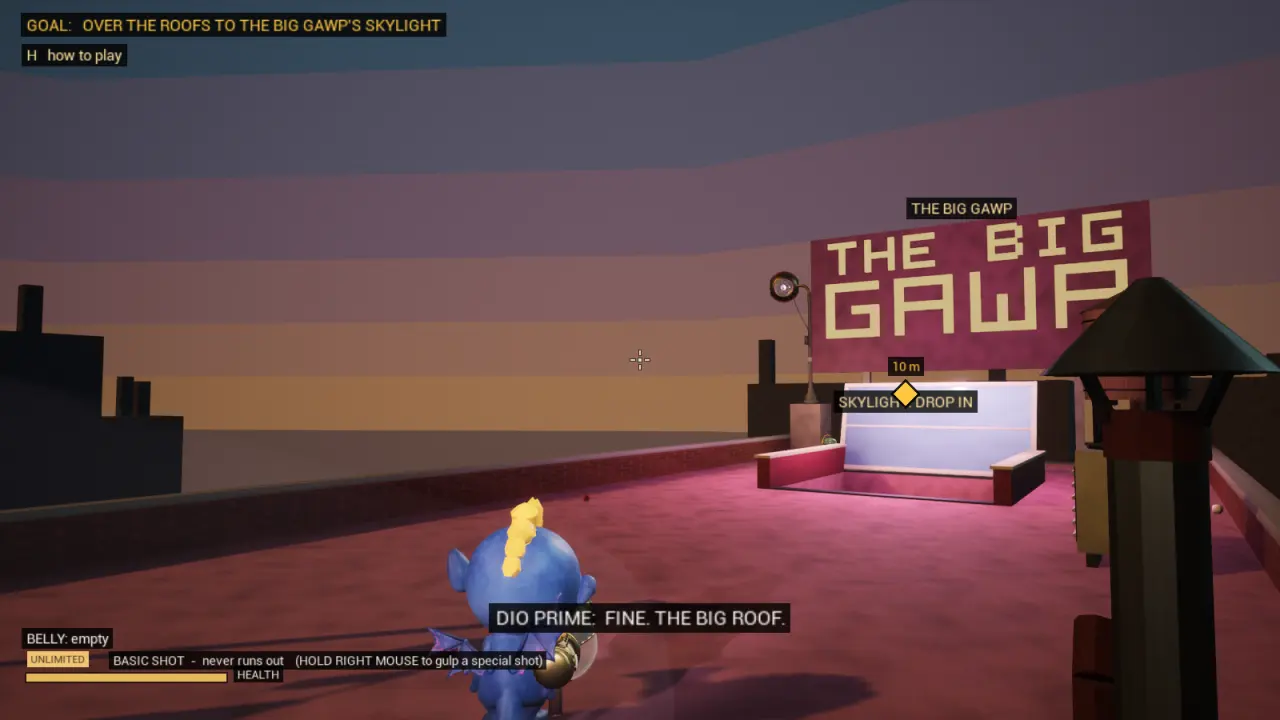 GOAL: OVER THE ROOFS TO THE BIG GAWP'S SKYLIGHT
H how to play
THE BIG GAWP
THE BIG
GAWP
10 m
SKYLIGHT: DROP IN
DIO PRIME: FINE. THE BIG ROOF.
BELLY: empty
UNLIMITED
BASIC SHOT - never runs out (HOLD RIGHT MOUSE to gulp a special shot)
HEALTH